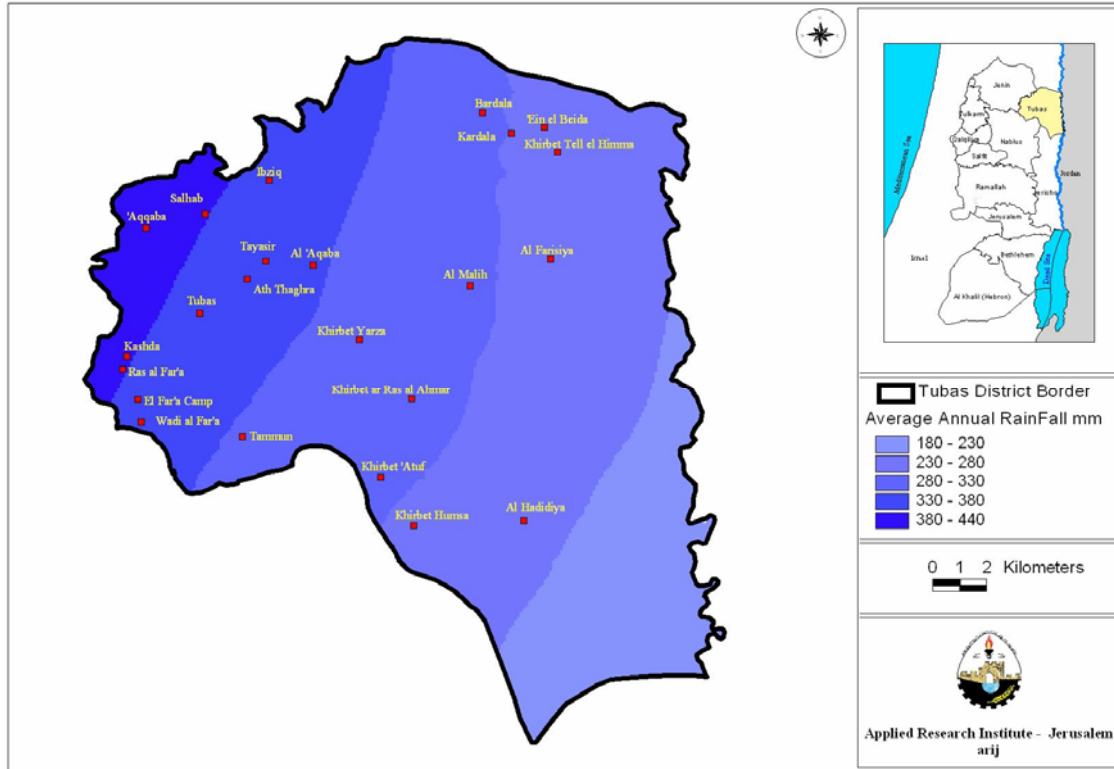 Bardala
'Ein el Beida
Kardala
Khirbet Tell el Himma
Ibziq
Salhab
'Aqqaba
Tayasir
Al 'Aqaba
Al Farisiya
Ath Thaghra
Al Malih
Tubas
Khirbet Yarza
Kashda
Ras al Far'a
El Far'a Camp
Khirbet ar Ras al Ahmar
Wadi al Far'a
Tammun
Khirbet 'Atuf
Khirbet Humsa
Al Hadidiya
Mediterranean Sea
Jenin
Tubas
Tulkarm
Qalqiliya
Nablus
Salfit
Jordan
Ramallah
Jericho
Jerusalem
Bethlehem
Dead Sea
Al Khalil (Hebron)
Tubas District Border
Average Annual RainFall mm
180 - 230
230 - 280
280 - 330
330 - 380
380 - 440
0 1 2 Kilometers
Applied Research Institute - Jerusalem
arij